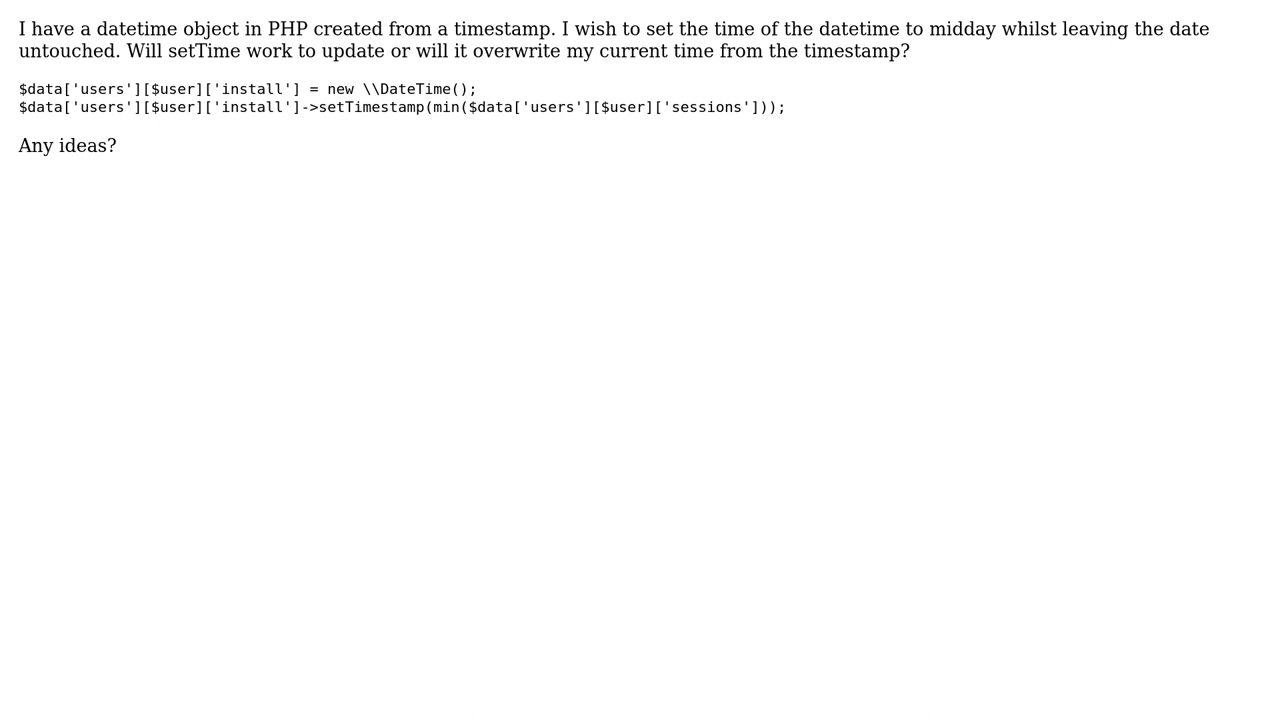 I have a datetime object in PHP created from a timestamp. I wish to set the time of the datetime to midday whilst leaving the date
untouched. Will setTime work to update or will it overwrite my current time from the timestamp?
$data['users'][$user]['install'] = new \\DateTime();
$data['users'][$user]['install']->setTimestamp(min($data['users'][$user]['sessions']));
Any ideas?